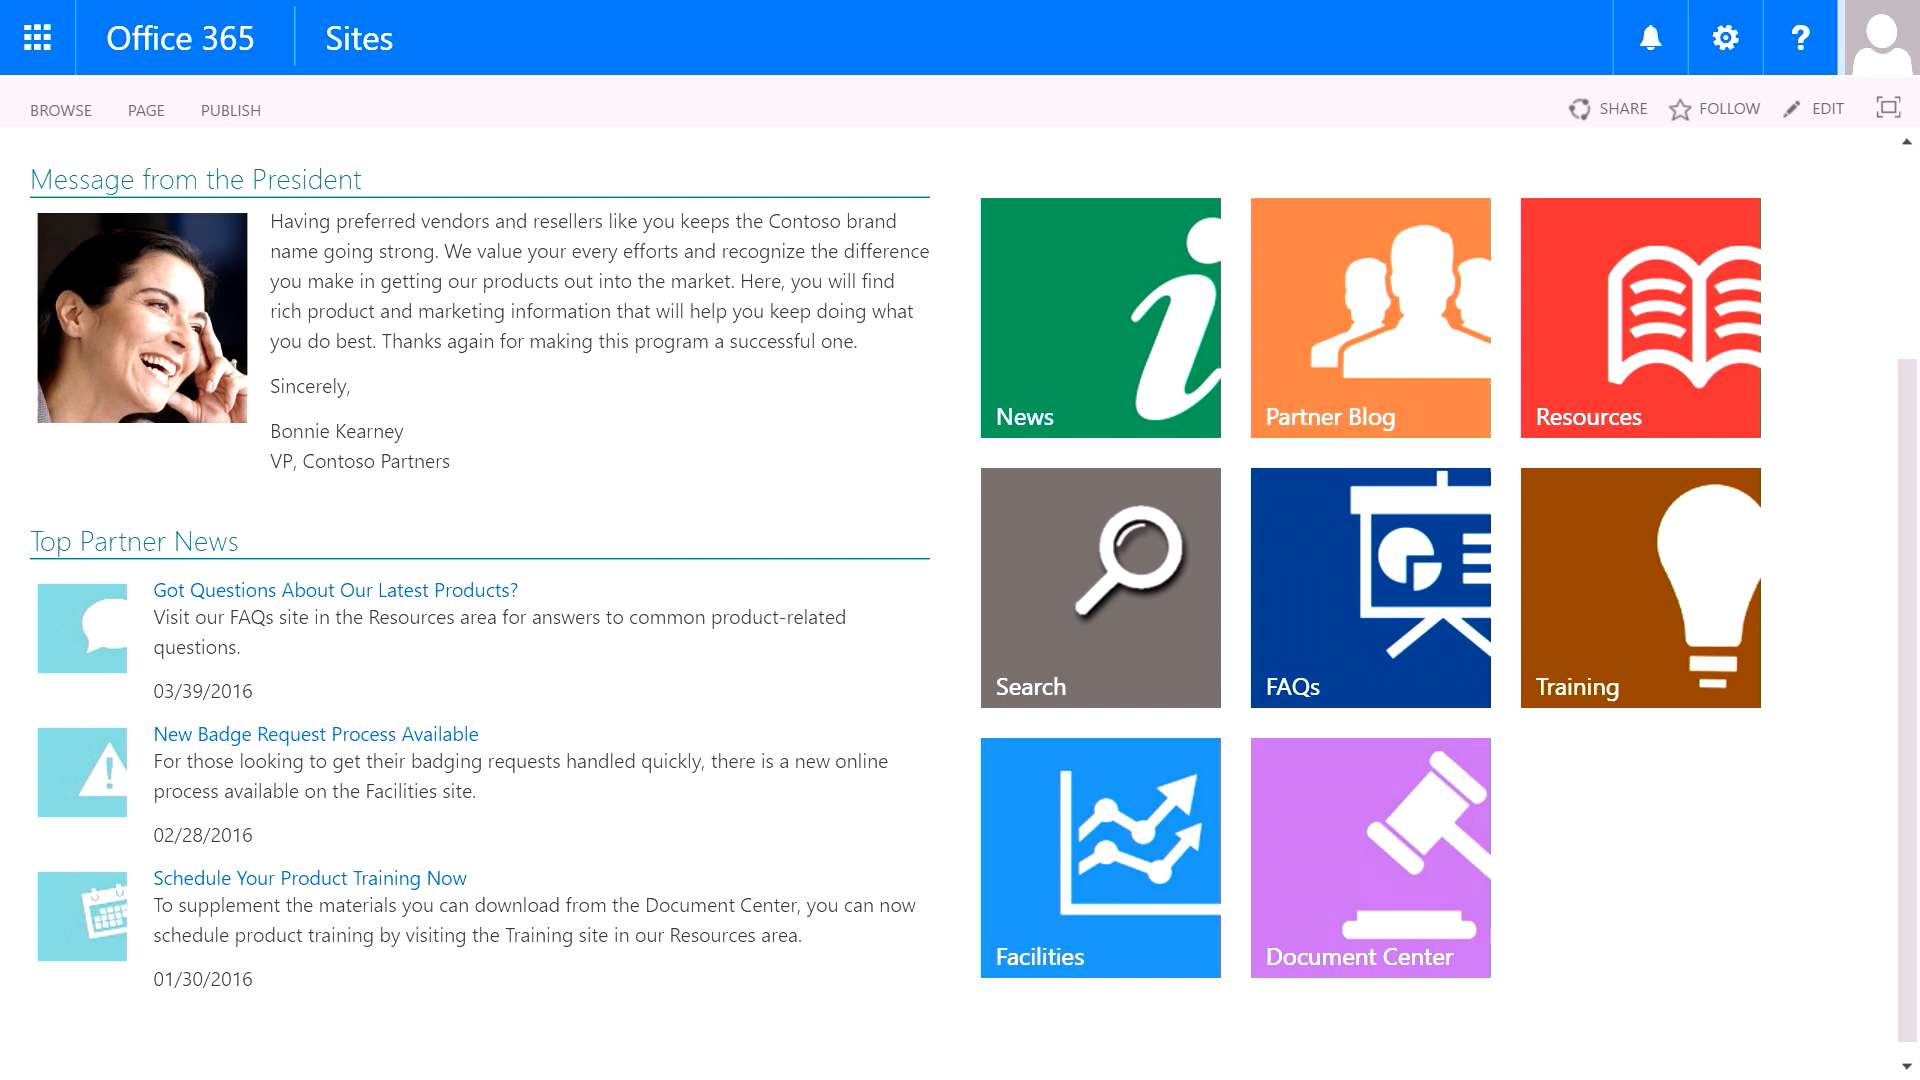 Office 365
Sites
BROWSE
PAGE
PUBLISH
SHARE
FOLLOW
EDIT
Message from the President
Having preferred vendors and resellers like you keeps the Contoso brand
name going strong. We value your every efforts and recognize the difference
you make in getting our products out into the market. Here, you will find
rich product and marketing information that will help you keep doing what
you do best. Thanks again for making this program a successful one.
Sincerely,
Bonnie Kearney
VP, Contoso Partners
Top Partner News
Got Questions About Our Latest Products?
Visit our FAQs site in the Resources area for answers to common product-related
questions.
03/39/2016
New Badge Request Process Available
For those looking to get their badging requests handled quickly, there is a new online
process available on the Facilities site.
02/28/2016
Schedule Your Product Training Now
To supplement the materials you can download from the Document Center, you can now
schedule product training by visiting the Training site in our Resources area.
01/30/2016
News
Partner Blog
Resources
Search
FAQs
Training
Facilities
Document Center